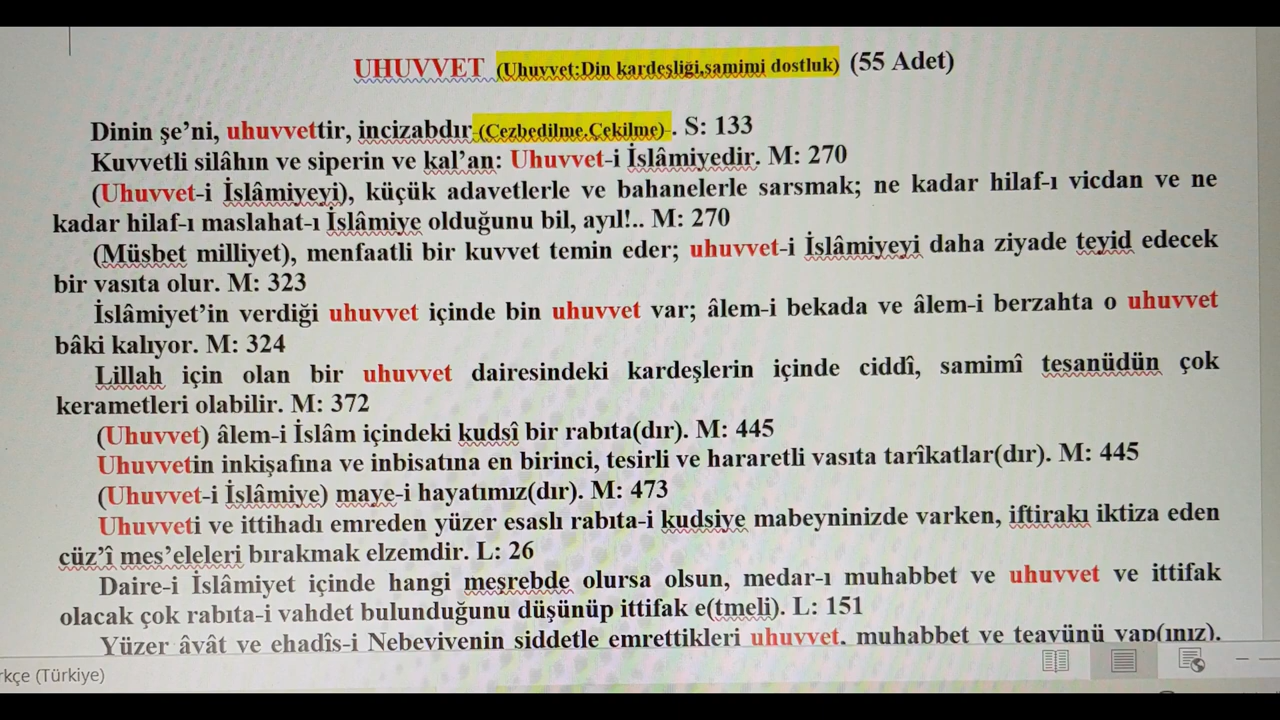 UHUVVET (Uhuvvet:Din kardeşliği,samimi dostluk) (55 Adet)
Dinin şe’ni, uhuvvettir, incizabdır (Cezbedilme,Çekilme) . S: 133
Kuvvetli silâhın ve siperin ve kal’an: Uhuvvet-i İslâmiyedir. M: 270
(Uhuvvet-i İslâmiyeyi), küçük adavetlerle ve bahanelerle sarsmak; ne kadar hilaf-ı vicdan ve ne
kadar hilaf-ı maslahat-ı İslâmiye olduğunu bil, ayıl!.. M: 270
(Müsbet milliyet), menfaatli bir kuvvet temin eder; uhuvvet-i İslâmiyeyi daha ziyade teyid edecek
bir vasıta olur. M: 323
İslâmiyet’in verdiği uhuvvet içinde bin uhuvvet var; âlem-i bekada ve âlem-i berzahta o uhuvvet
bâki kalıyor. M: 324
Lillah için olan bir uhuvvet dairesindeki kardeşlerin içinde ciddî, samimî tesanüdün çok
kerametleri olabilir. M: 372
(Uhuvvet) âlem-i İslâm içindeki kudsî bir rabıta(dır). M: 445
Uhuvvetin inkişafına ve inbisatına en birinci, tesirli ve hararetli vasıta tarîkatlar(dır). M: 445
(Uhuvvet-i İslâmiye) maye-i hayatımız(dır). M: 473
Uhuvveti ve ittihadı emreden yüzer esaslı rabıta-i kudsiye mabeyninizde varken, iftirakı iktiza eden
cüz’î mes’eleleri bırakmak elzemdir. L: 26
Daire-i İslâmiyet içinde hangi meşrebde olursa olsun, medar-ı muhabbet ve uhuvvet ve ittifak
olacak çok rabıta-i vahdet bulunduğunu düşünüp ittifak e(tmeli). L: 151
Yüzer âyât ve ehadîs-i Nebeviyenin şiddetle emrettikleri uhuvvet, muhabbet ve teavünü yap(ınız).
rkçe (Türkiye)